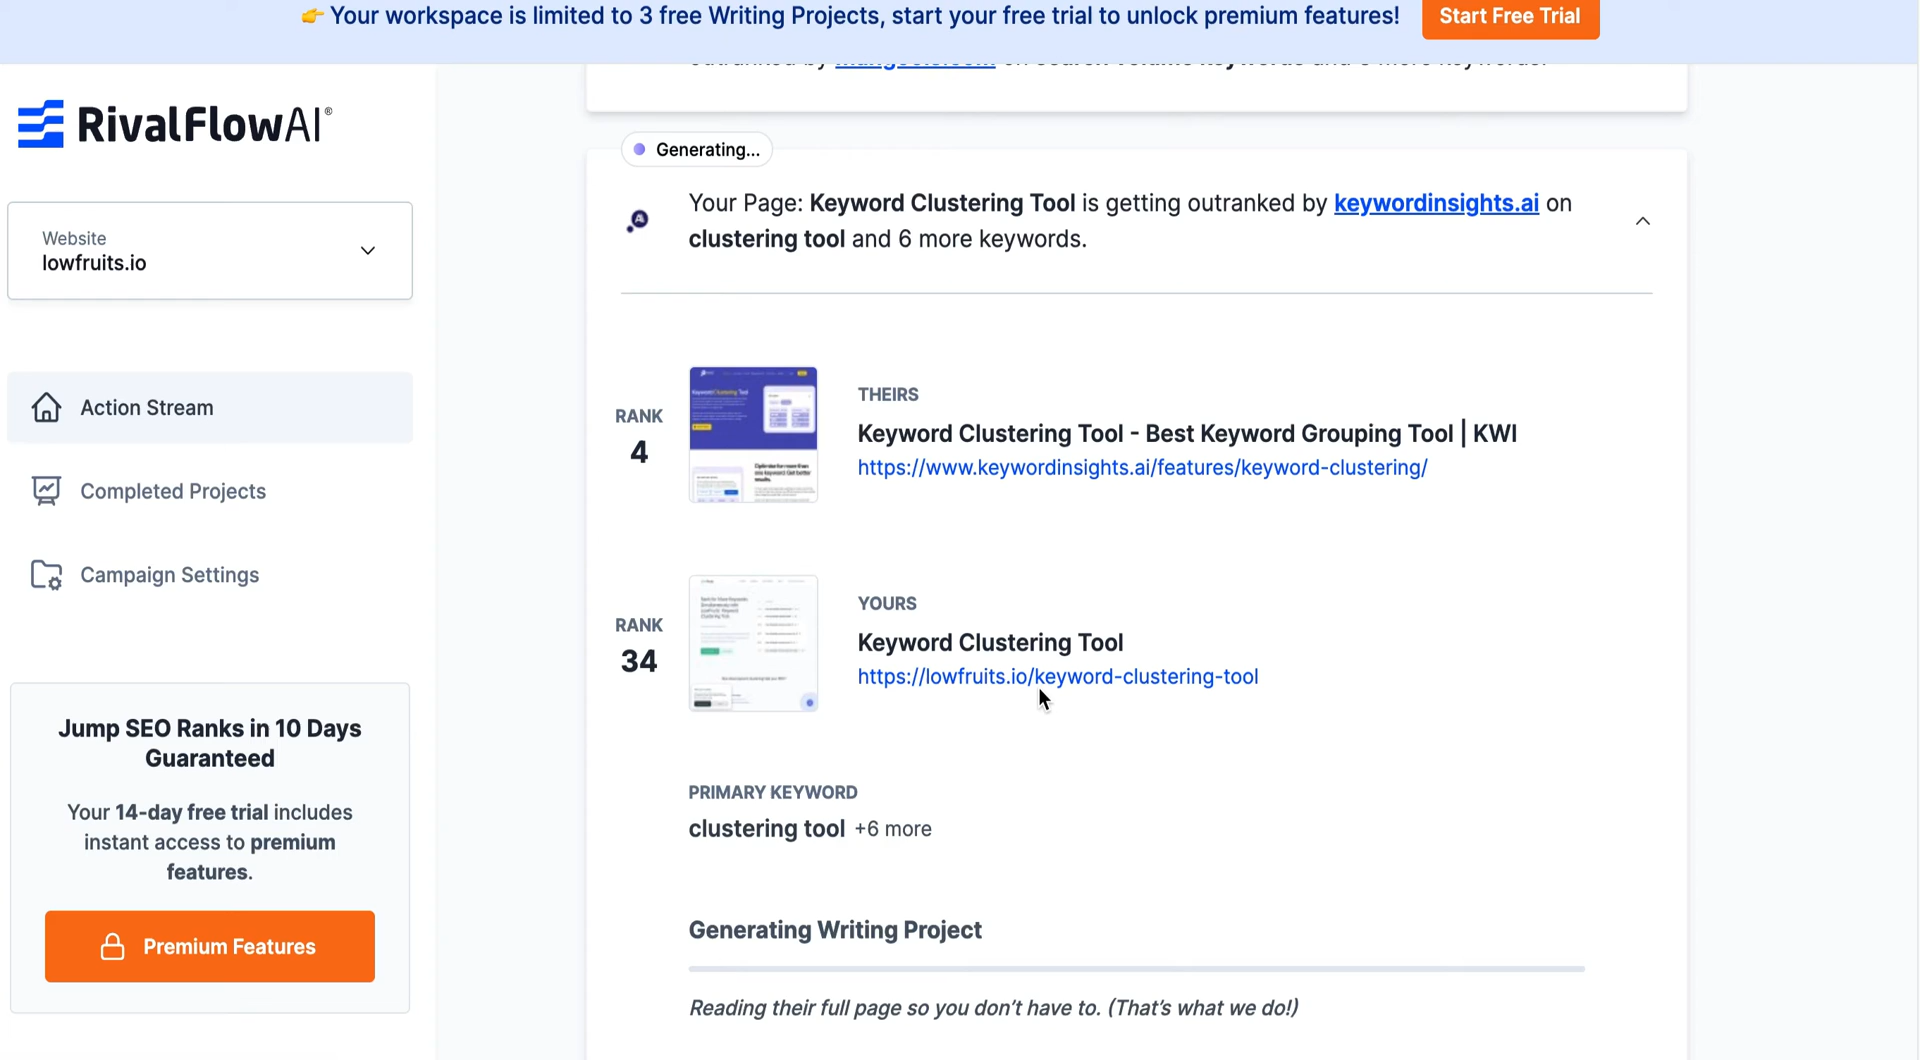 👉 Your workspace is limited to 3 free Writing Projects, start your free trial to unlock premium features!
Start Free Trial
RivalFlowAI®
Website
lowfruits.io
Action Stream
Completed Projects
Campaign Settings
Jump SEO Ranks in 10 Days
Guaranteed
Your 14-day free trial includes
instant access to premium
features.
Premium Features
Generating...
Your Page: Keyword Clustering Tool is getting outranked by keywordinsights.ai on
clustering tool and 6 more keywords.
RANK
4
THEIRS
Keyword Clustering Tool - Best Keyword Grouping Tool | KWI
https://www.keywordinsights.ai/features/keyword-clustering/
RANK
34
YOURS
Keyword Clustering Tool
https://lowfruits.io/keyword-clustering-tool
PRIMARY KEYWORD
clustering tool +6 more
Generating Writing Project
Reading their full page so you don't have to. (That's what we do!)